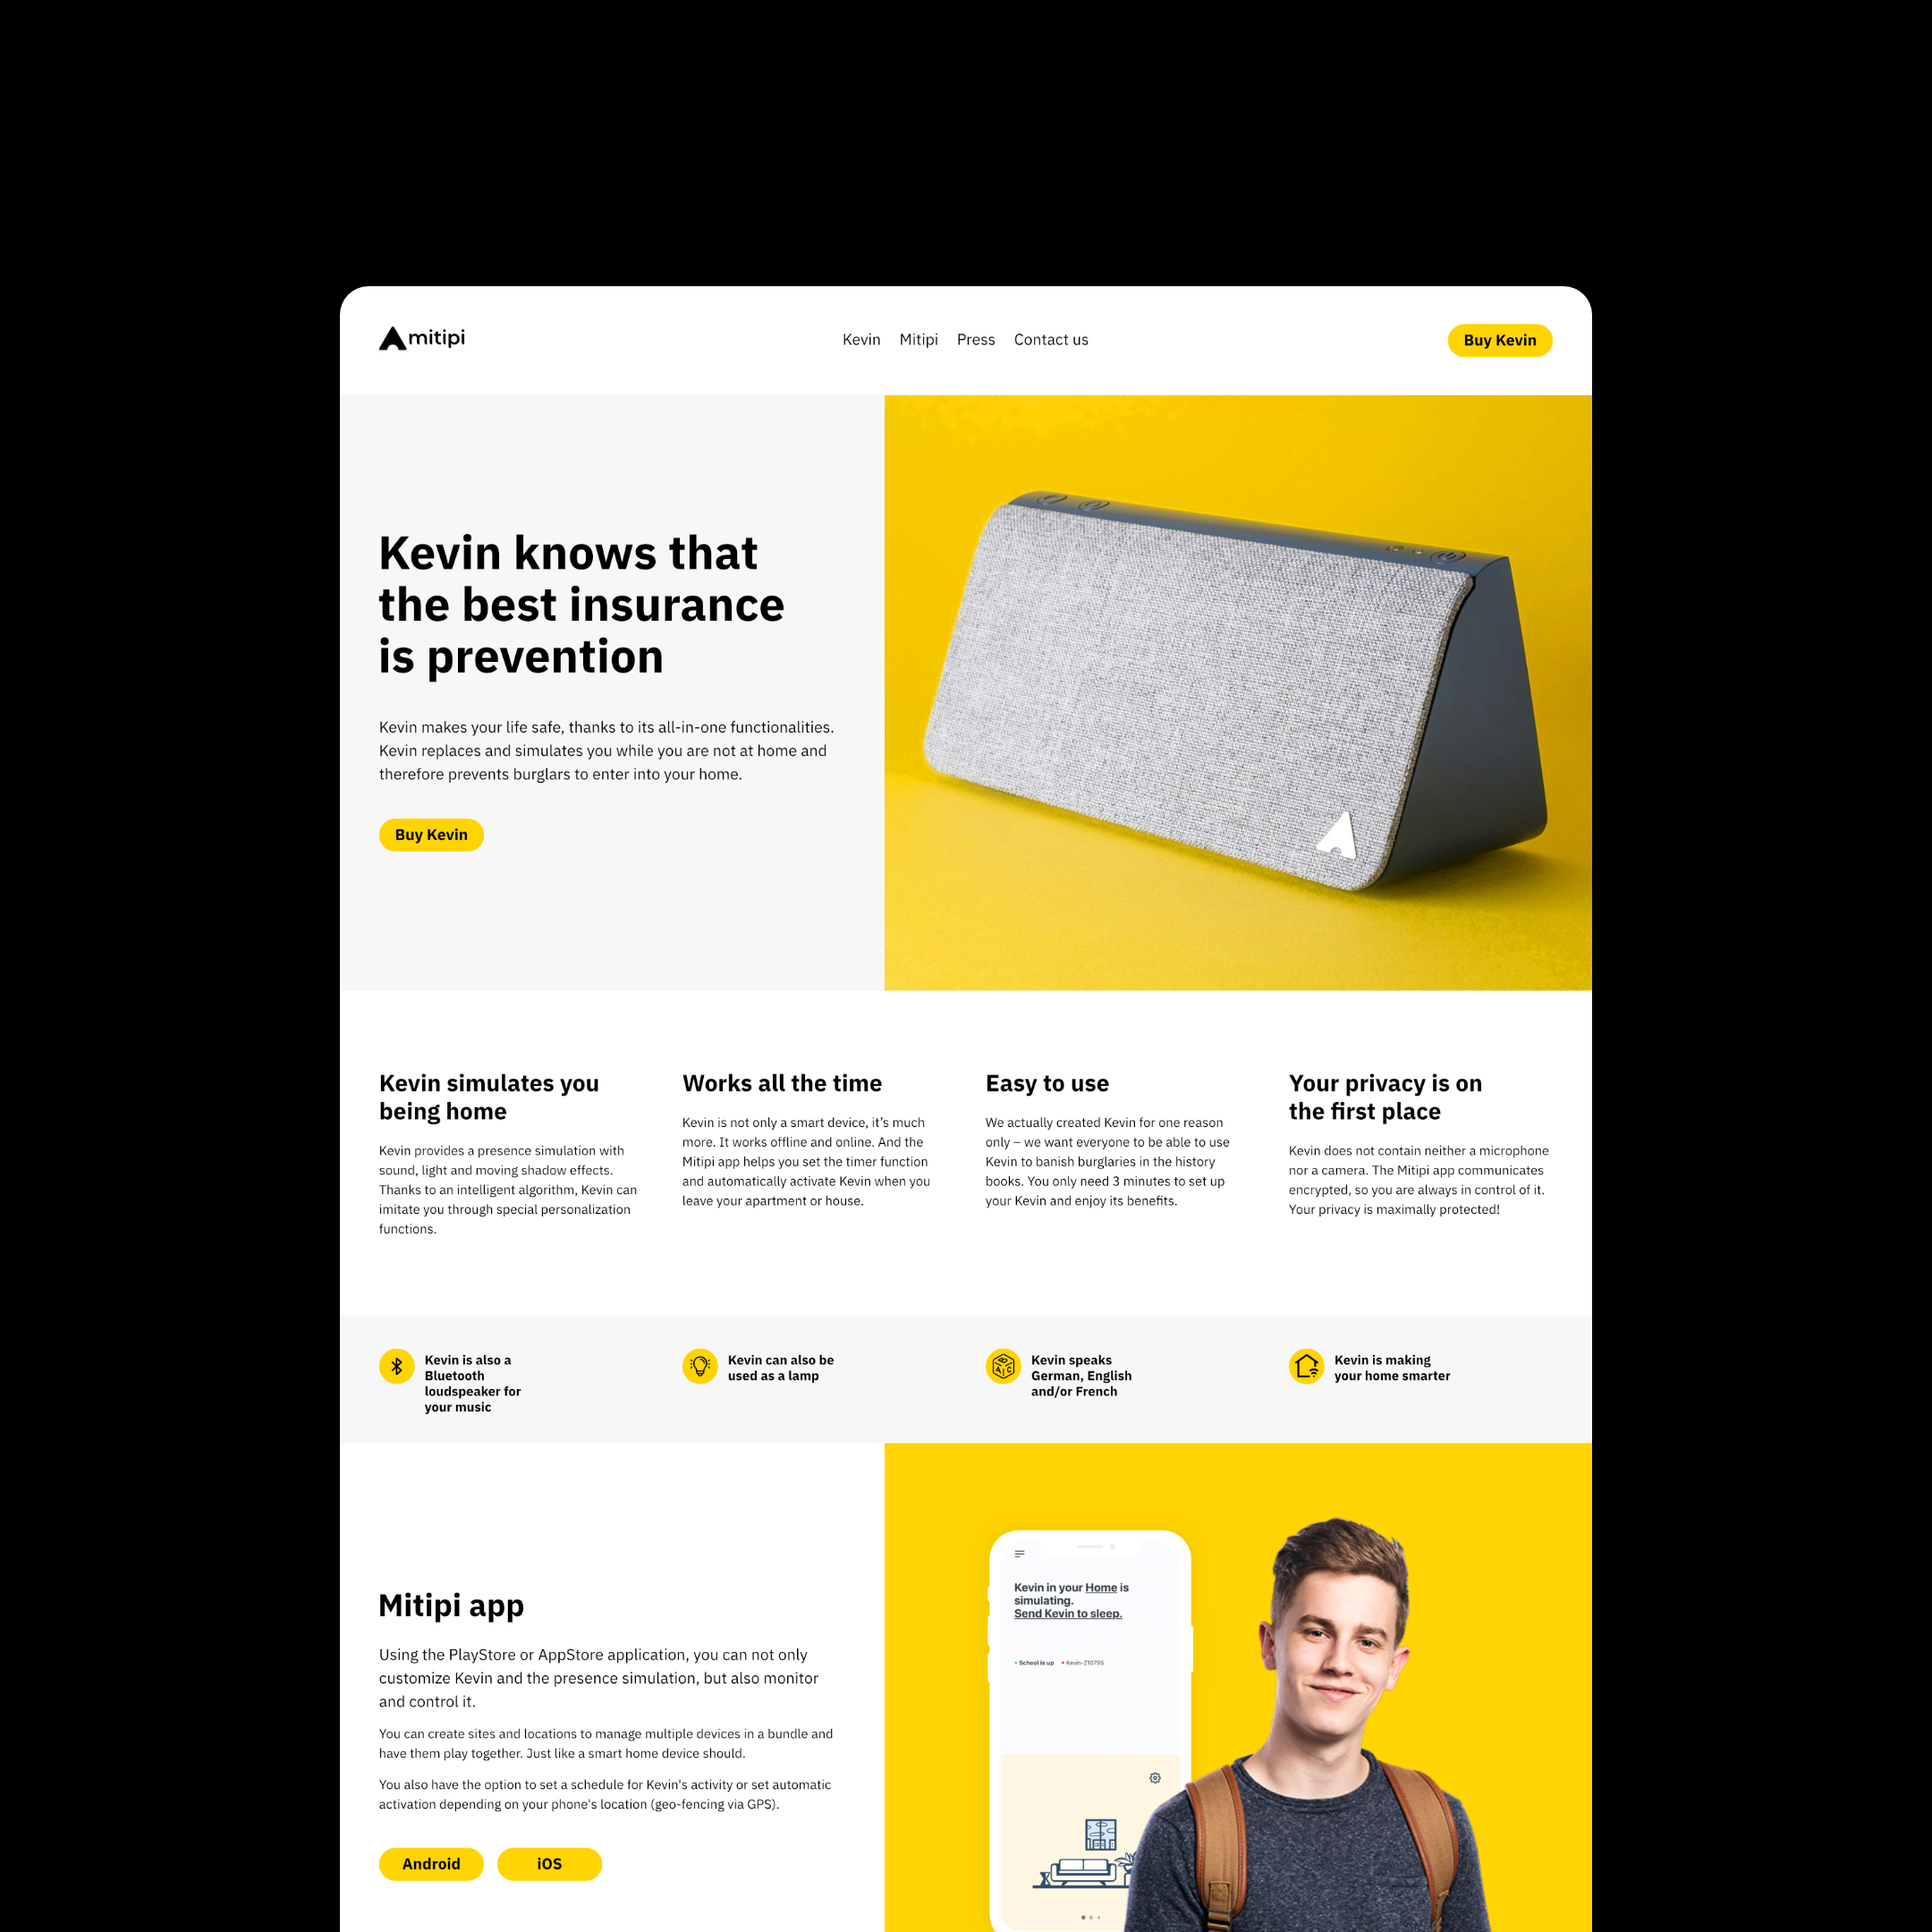 mitipi
Kevin Mitipi Press Contact us
Buy Kevin
Kevin knows that
the best insurance
is prevention
Kevin makes your life safe, thanks to its all-in-one functionalities.
Kevin replaces and simulates you while you are not at home and
therefore prevents burglars to enter into your home.
Buy Kevin
Kevin simulates you
being home
Kevin provides a presence simulation with
sound, light and moving shadow effects.
Thanks to an intelligent algorithm, Kevin can
imitate you through special personalization
functions.
Works all the time
Kevin is not only a smart device, it’s much
more. It works offline and online. And the
Mitipi app helps you set the timer function
and automatically activate Kevin when you
leave your apartment or house.
Easy to use
We actually created Kevin for one reason
only – we want everyone to be able to use
Kevin to banish burglaries in the history
books. You only need 3 minutes to set up
your Kevin and enjoy its benefits.
Your privacy is on
the first place
Kevin does not contain neither a microphone
nor a camera. The Mitipi app communicates
encrypted, so you are always in control of it.
Your privacy is maximally protected!
Kevin is also a
Bluetooth
loudspeaker for
your music
Kevin can also be
used as a lamp
Kevin speaks
German, English
and/or French
Kevin is making
your home smarter
Mitipi app
Using the PlayStore or AppStore application, you can not only
customize Kevin and the presence simulation, but also monitor
and control it.
You can create sites and locations to manage multiple devices in a bundle and
have them play together. Just like a smart home device should.
You also have the option to set a schedule for Kevin's activity or set automatic
activation depending on your phone's location (geo-fencing via GPS).
Android
iOS
Kevin in your Home is
simulating.
Send Kevin to sleep.
School is up Kevin-Z10795